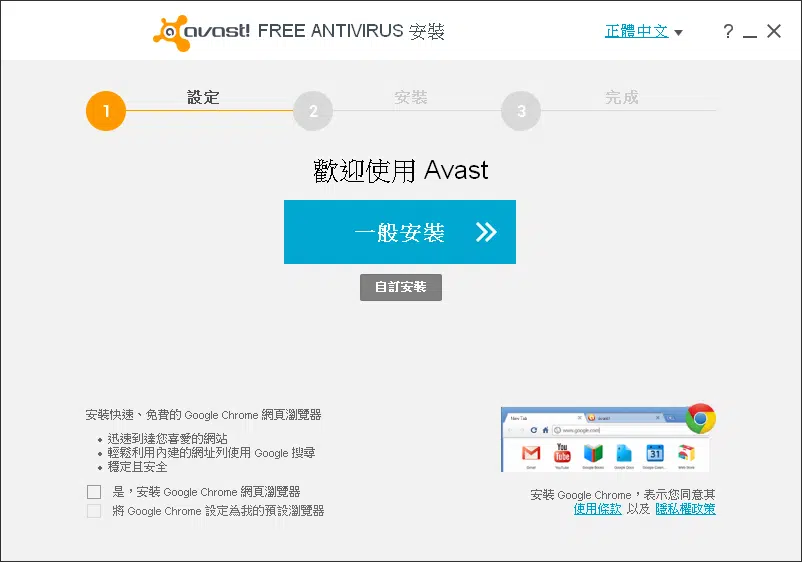 avast! FREE ANTIVIRUS 安裝
正體中文
?
設定
安裝
完成
1
2
3
歡迎使用 Avast
一般安裝
自訂安裝
安裝快速、免費的 Google Chrome 網頁瀏覽器
• 迅速到達您喜愛的網站
• 輕鬆利用內建的網址列使用 Google 搜尋
• 穩定且安全
是，安裝 Google Chrome 網頁瀏覽器
將 Google Chrome 設定為我的預設瀏覽器
New Tab
avast!
www.google.com
You
Tube
31
Gmail
YouTube
Google Books
Google Docs
安裝 Google Chrome，表示您同意其
使用條款 以及 隱私權政策